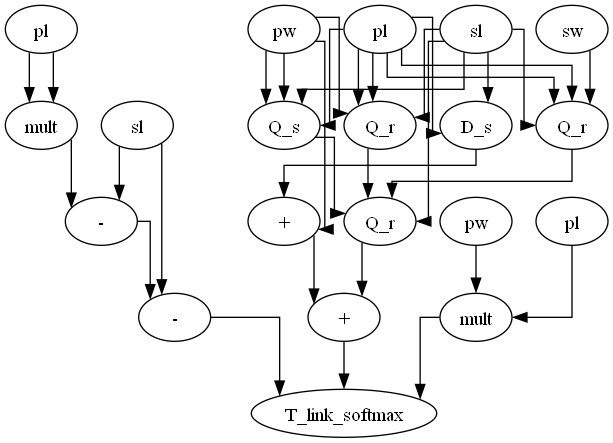 pl
pw
pl
sl
sw
mult
sl
Q_s
Q_r
D_s
Q_r
-
+
Q_r
pw
pl
-
+
mult
T_link_softmax